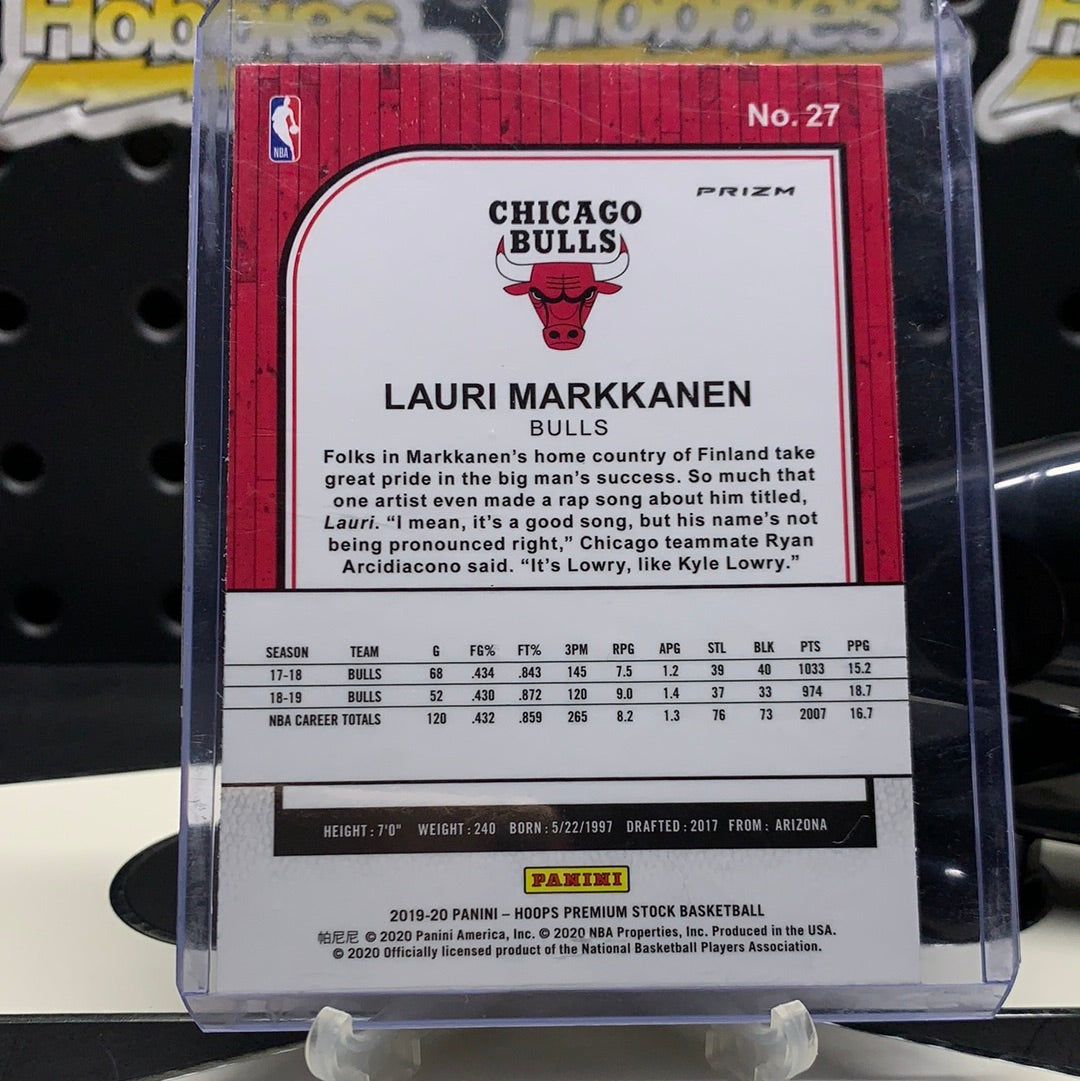 Hobbies
Hobbies
No. 27
NBA
PRIZM
CHICAGO
BULLS
LAURI MARKKANEN
BULLS
Folks in Markkanen's home country of Finland take
great pride in the big man's success. So much that
one artist even made a rap song about him titled,
Lauri. “I mean, it's a good song, but his name's not
being pronounced right,” Chicago teammate Ryan
Arcidiacono said. “It's Lowry, like Kyle Lowry.”
SEASON TEAM G FG% FT% 3PM RPG APG STL BLK PTS PPG
17-18 BULLS 68 .434 .843 145 7.5 1.2 39 40 1033 15.2
18-19 BULLS 52 .430 .872 120 9.0 1.4 37 33 974 18.7
NBA CAREER TOTALS 120 .432 .859 265 8.2 1.3 76 73 2007 16.7
HEIGHT: 7'0" WEIGHT: 240 BORN: 5/22/1997 DRAFTED: 2017 FROM: ARIZONA
PANINI
2019-20 PANINI – HOOPS PREMIUM STOCK BASKETBALL
帕尼尼 © 2020 Panini America, Inc. © 2020 NBA Properties, Inc. Produced in the USA.
© 2020 Officially licensed product of the National Basketball Players Association.